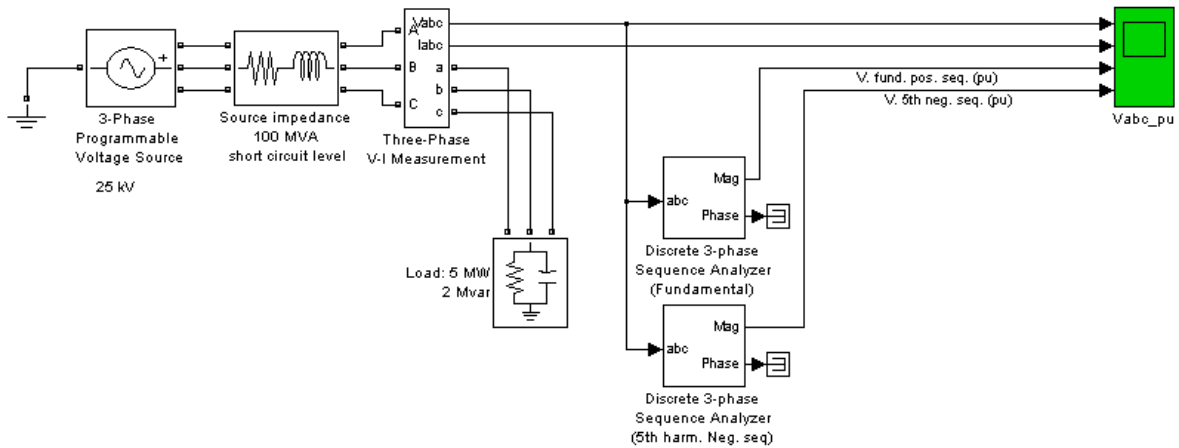 Vabc
A
Iabc
B
a
b
C
c
V. fund. pos. seq. (pu)
V. 5th neg. seq. (pu)
Vabc_pu
3-Phase
Programmable
Voltage Source
25 kV
Source impedance
100 MVA
short circuit level
Three-Phase
V-I Measurement
Load: 5 MW
2 Mvar
abc
Mag
Phase
Discrete 3-phase
Sequence Analyzer
(Fundamental)
abc
Mag
Phase
Discrete 3-phase
Sequence Analyzer
(5th harm. Neg. seq)